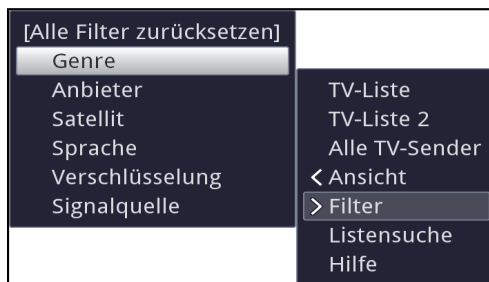 [Alle Filter zurücksetzen]
Genre
Anbieter
Satellit
Sprache
Verschlüsselung
Signalquelle
TV-Liste
TV-Liste 2
Alle TV-Sender
< Ansicht
> Filter
Listensuche
Hilfe